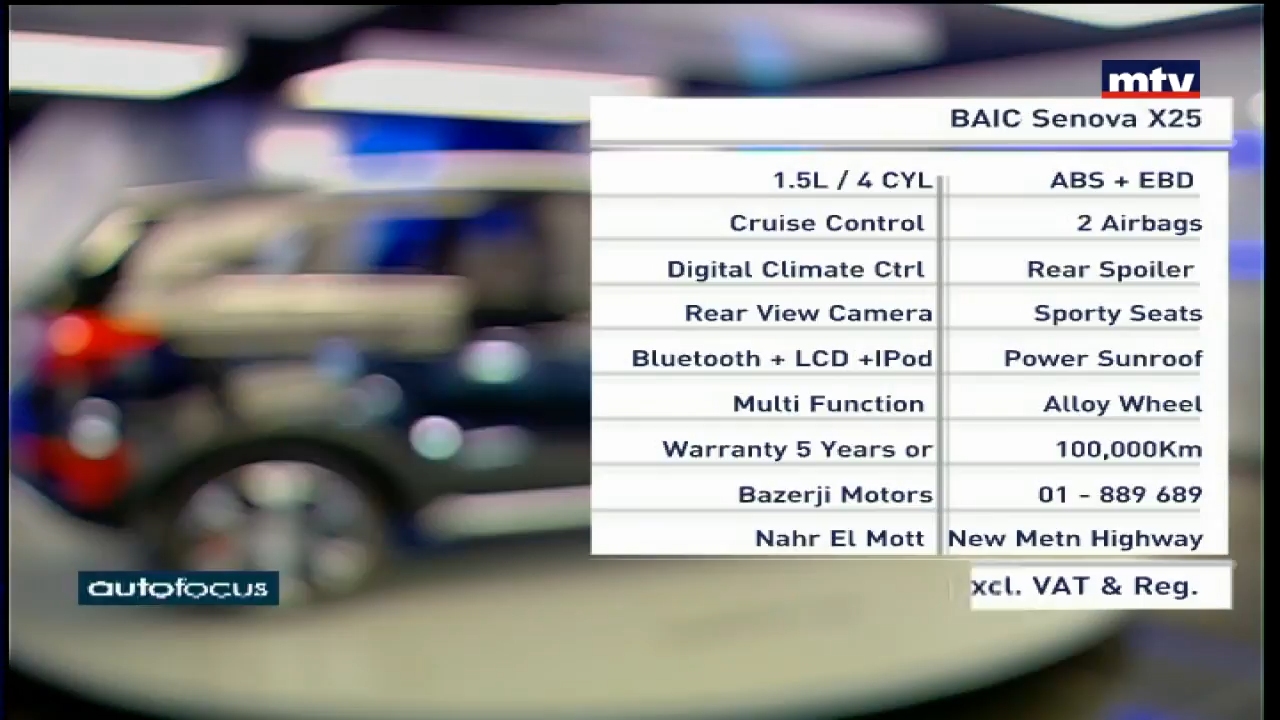 mtv
BAIC Senova X25
1.5L / 4 CYL ABS + EBD
Cruise Control 2 Airbags
Digital Climate Ctrl Rear Spoiler
Rear View Camera Sporty Seats
Bluetooth + LCD +IPod Power Sunroof
Multi Function Alloy Wheel
Warranty 5 Years or 100,000Km
Bazerji Motors 01 - 889 689
Nahr El Mott New Metn Highway
xcl. VAT & Reg.
autofocus